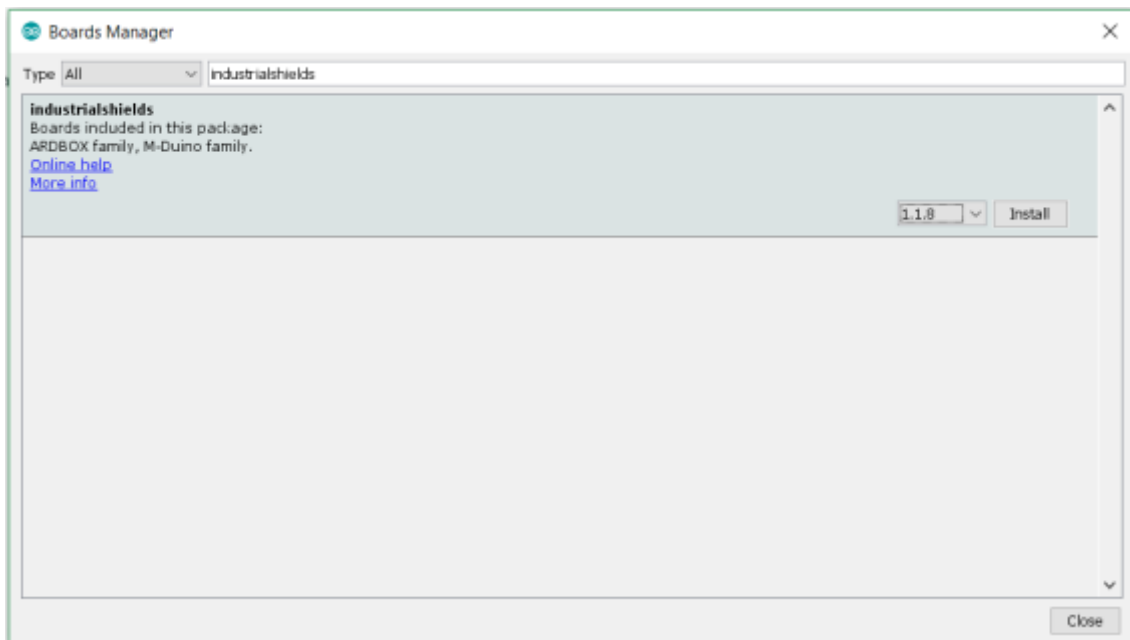 Boards Manager
Type All industrialshields
industrialshields
Boards included in this package:
ARDBOX family, M-Duino family.
Online help
More info
1.1.8 Install
Close